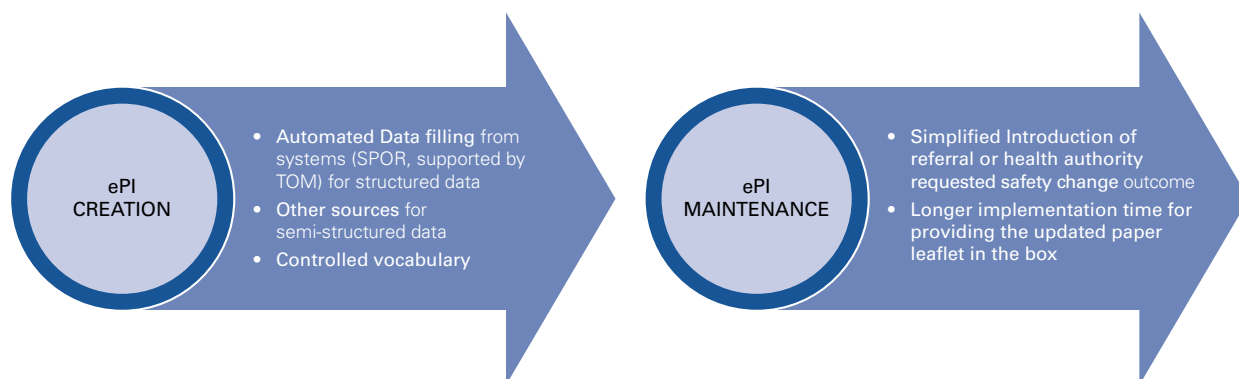 ePI
CREATION
• Automated Data filling from
systems (SPOR, supported by
TOM) for structured data
• Other sources for
semi-structured data
• Controlled vocabulary
ePI
MAINTENANCE
• Simplified Introduction of
referral or health authority
requested safety change outcome
• Longer implementation time for
providing the updated paper
leaflet in the box